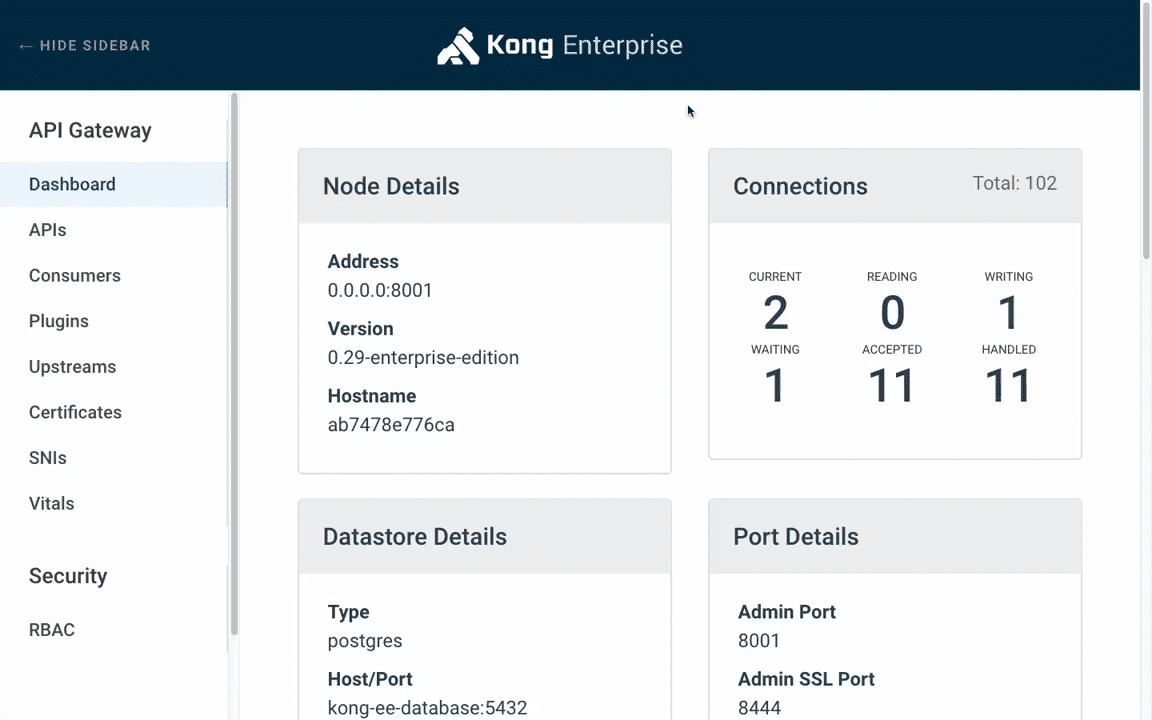 ← HIDE SIDEBAR
Kong Enterprise
API Gateway
Dashboard
APIs
Consumers
Plugins
Upstreams
Certificates
SNIs
Vitals
Security
RBAC
Node Details
Address
0.0.0.0:8001
Version
0.29-enterprise-edition
Hostname
ab7478e776ca
Connections Total: 102
CURRENT READING WRITING
2 0 1
WAITING ACCEPTED HANDLED
1 11 11
Datastore Details
Type
postgres
Host/Port
kong-ee-database:5432
Port Details
Admin Port
8001
Admin SSL Port
8444